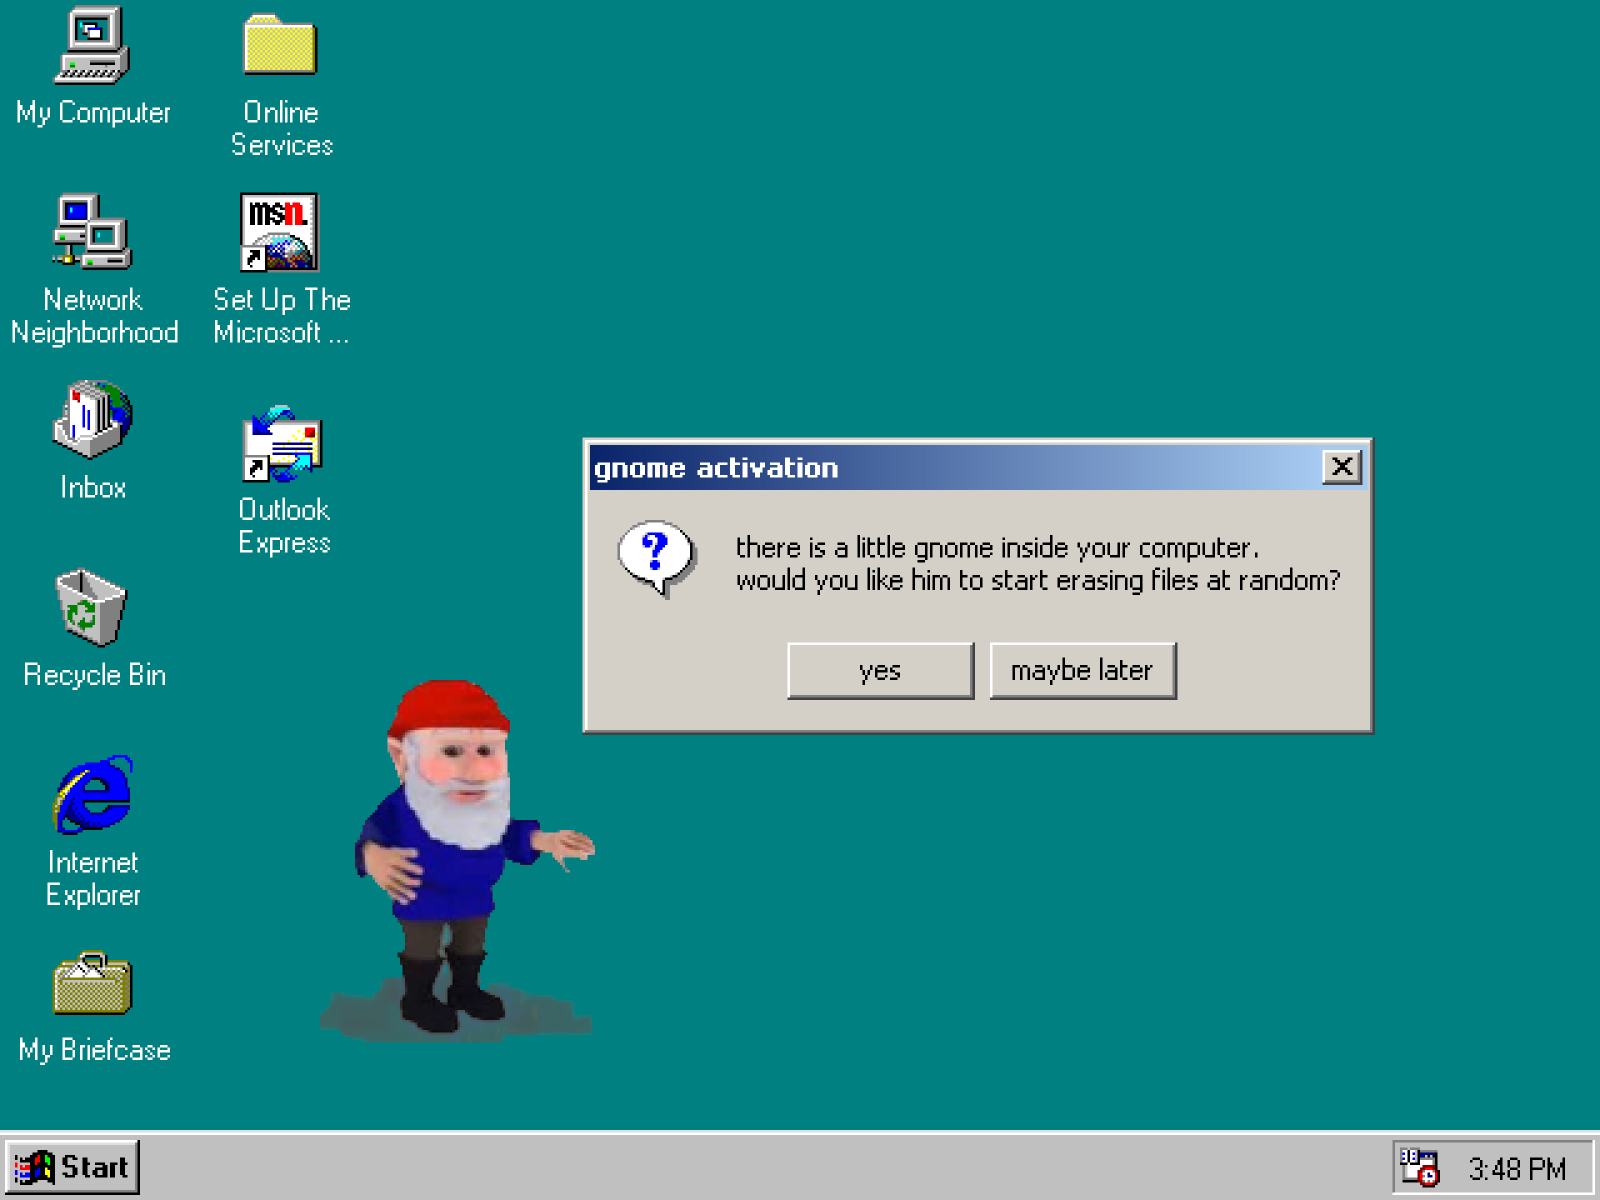 My Computer
Online
Services
msn.
Network
Neighborhood
Set Up The
Microsoft ...
Inbox
Outlook
Express
Recycle Bin
Internet
Explorer
My Briefcase
gnome activation
there is a little gnome inside your computer.
would you like him to start erasing files at random?
yes
maybe later
Start
3:48 PM